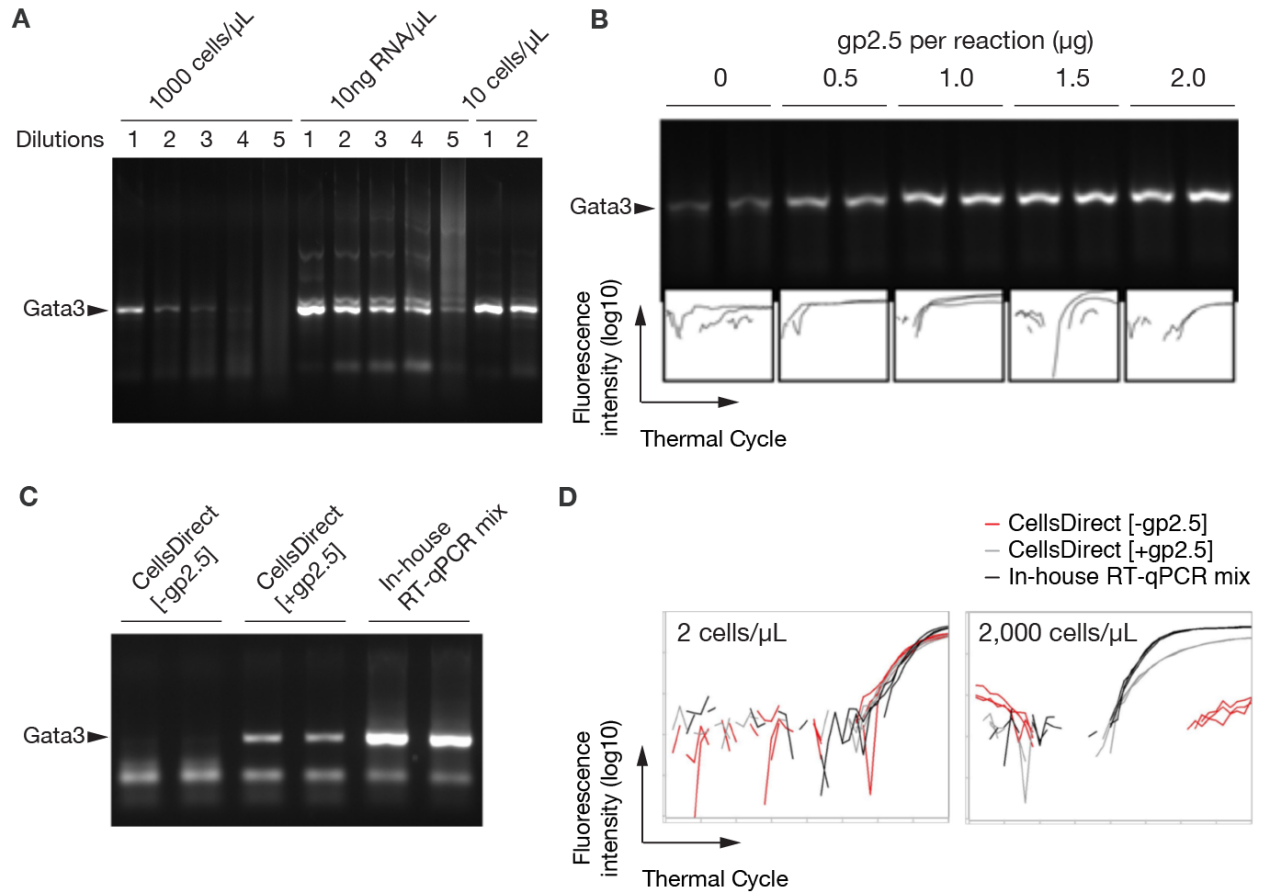 A
1000 cells/µL
10ng RNA/µL
10 cells/µL
Dilutions 1 2 3 4 5 1 2 3 4 5 1 2
Gata3
B
gp2.5 per reaction (µg)
0 0.5 1.0 1.5 2.0
Gata3
Fluorescence
intensity (log10)
Thermal Cycle
C
CellsDirect
[-gp2.5]
CellsDirect
[+gp2.5]
In-house
RT-qPCR mix
Gata3
D
CellsDirect [-gp2.5]
CellsDirect [+gp2.5]
In-house RT-qPCR mix
2 cells/µL
2,000 cells/µL
Fluorescence
intensity (log10)
Thermal Cycle